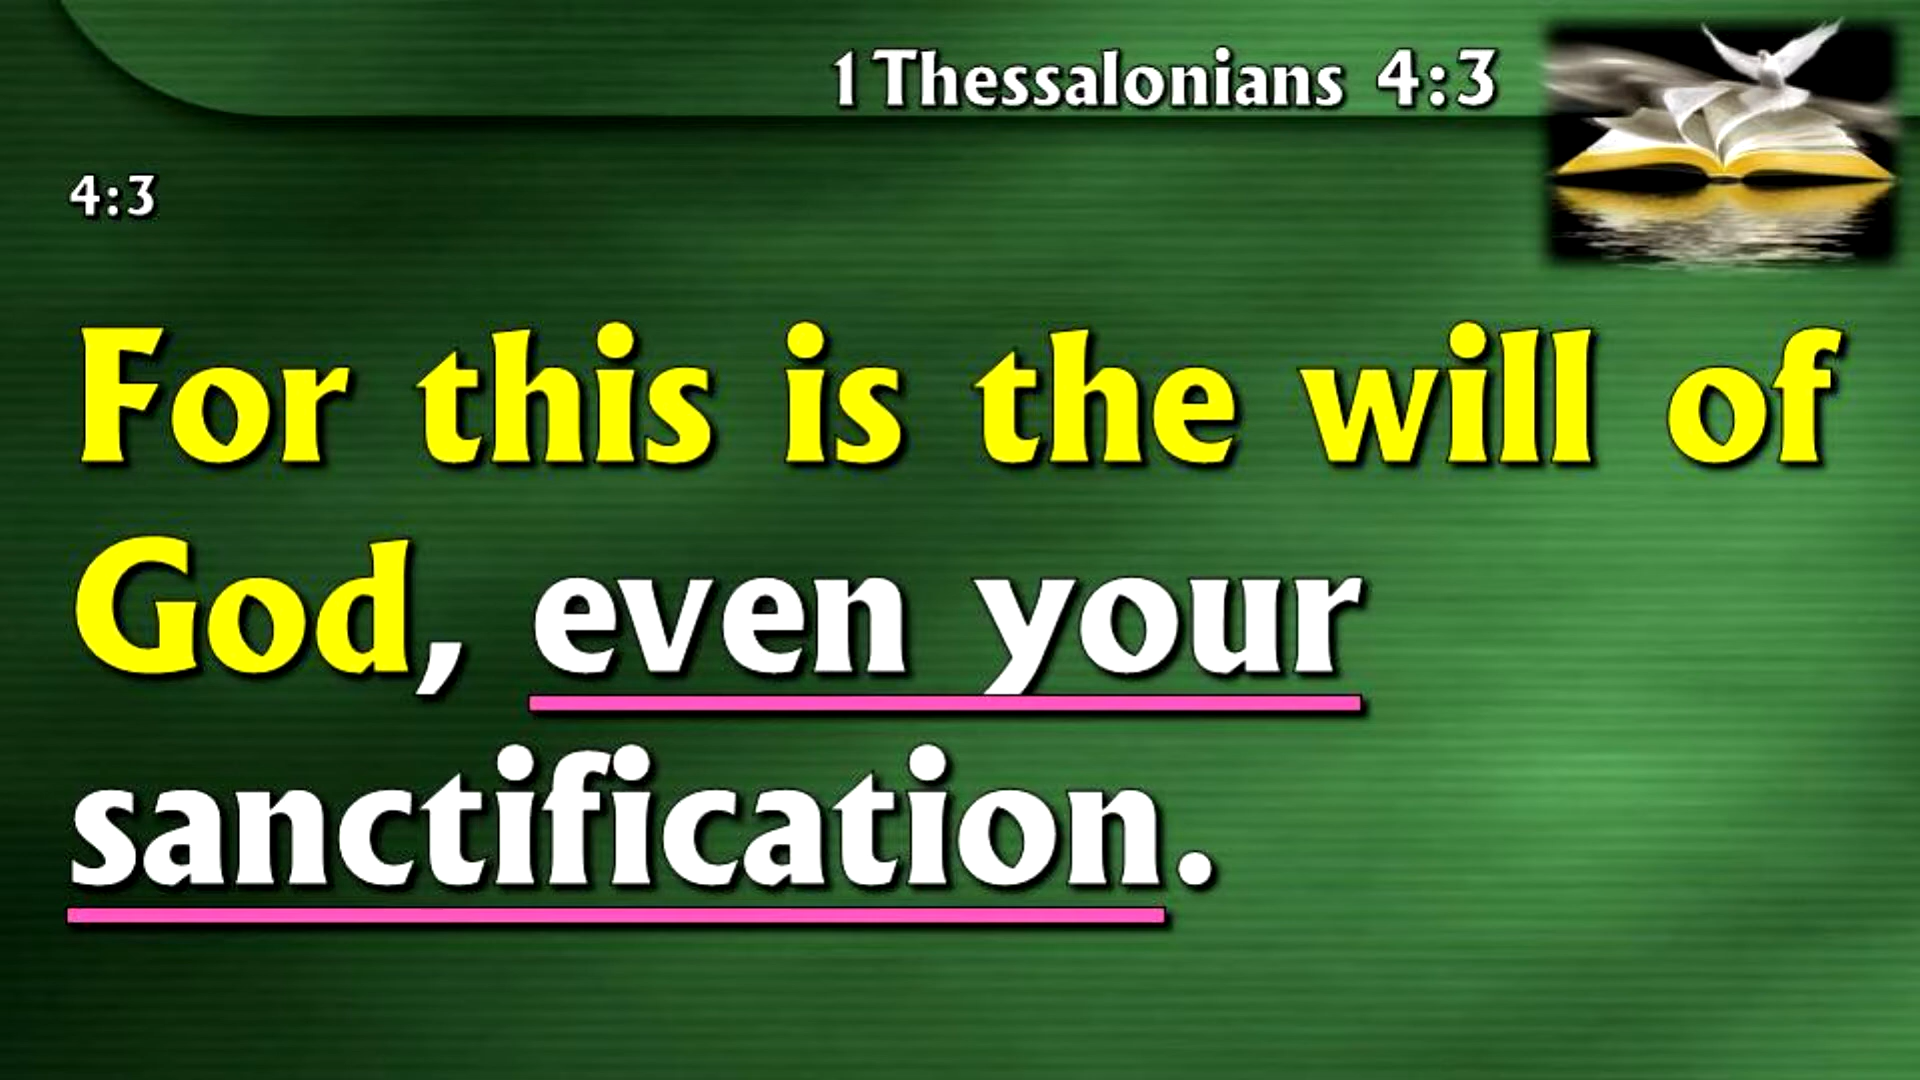 1 Thessalonians 4:3
4:3
For this is the will of
God, even your
sanctification.